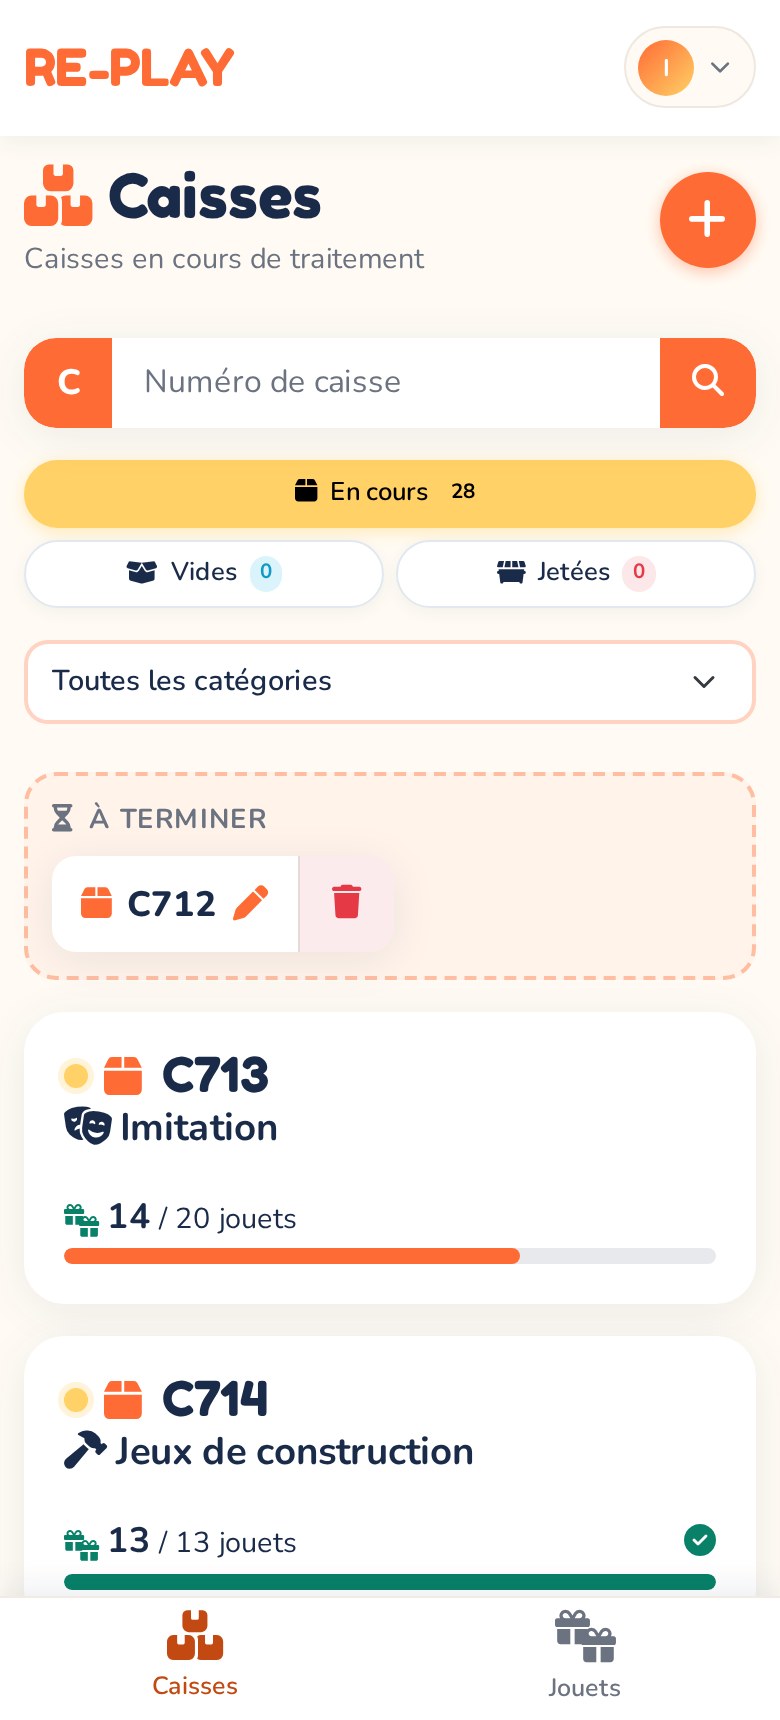 RE-PLAY
I
Caisses
Caisses en cours de traitement
C
Numéro de caisse
En cours 28
Vides 0
Jetées 0
Toutes les catégories
À TERMINER
C712
C713
Imitation
14 / 20 jouets
C714
Jeux de construction
13 / 13 jouets
Caisses
Jouets